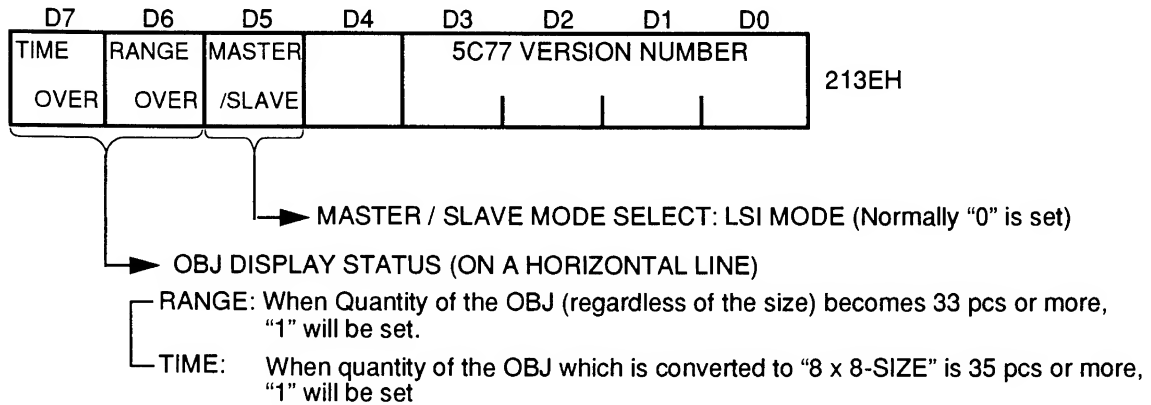 D7 D6 D5 D4 D3 D2 D1 D0
TIME OVER RANGE OVER MASTER /SLAVE 5C77 VERSION NUMBER
213EH
MASTER / SLAVE MODE SELECT: LSI MODE (Normally “0” is set)
OBJ DISPLAY STATUS (ON A HORIZONTAL LINE)
RANGE: When Quantity of the OBJ (regardless of the size) becomes 33 pcs or more,
“1” will be set.
TIME: When quantity of the OBJ which is converted to “8 x 8-SIZE” is 35 pcs or more,
“1” will be set